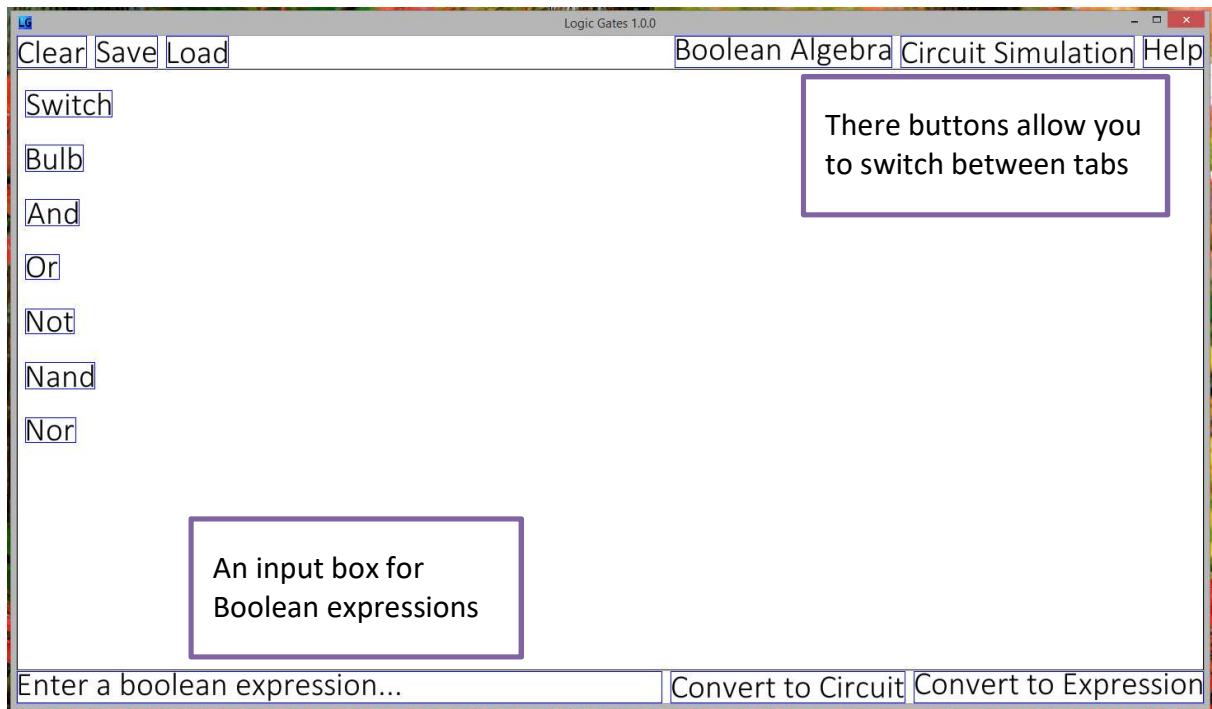 LG Logic Gates 1.0.0
Clear Save Load Boolean Algebra Circuit Simulation Help
Switch
There buttons allow you
to switch between tabs
Bulb
And
Or
Not
Nand
Nor
An input box for
Boolean expressions
Enter a boolean expression... Convert to Circuit Convert to Expression